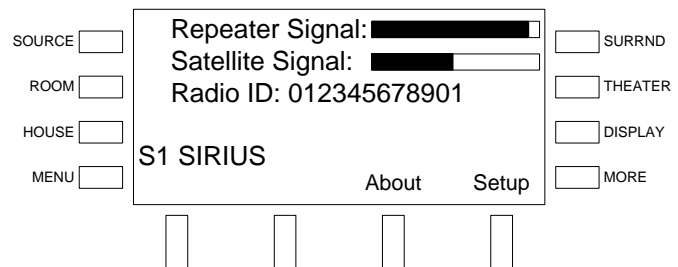 Repeater Signal:
Satellite Signal:
Radio ID: 012345678901
S1 SIRIUS
About Setup
SOURCE
ROOM
HOUSE
MENU
SURRND
THEATER
DISPLAY
MORE